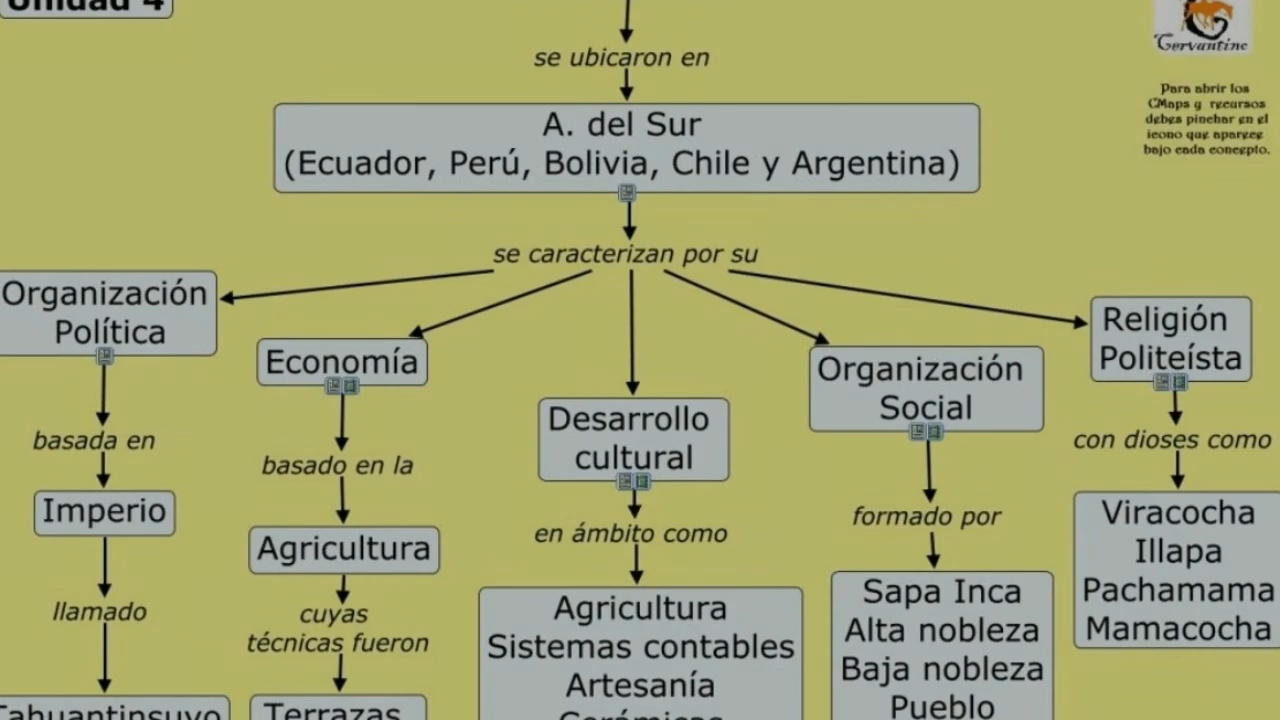 Unidad 4
Cervantine
Para abrir los
CMaps y recursos
debes pinchar en el
icono que aparece
bajo cada concepto.
se ubicaron en
A. del Sur
(Ecuador, Perú, Bolivia, Chile y Argentina)
se caracterizan por su
Organización
Política
basada en
Imperio
llamado
Tahuantinsuyo
Economía
basado en la
Agricultura
cuyas
técnicas fueron
Terrazas
Desarrollo
cultural
en ámbito como
Agricultura
Sistemas contables
Artesanía
Cerámicas
Organización
Social
formado por
Sapa Inca
Alta nobleza
Baja nobleza
Pueblo
Religión
Politeísta
con dioses como
Viracocha
Illapa
Pachamama
Mamacocha